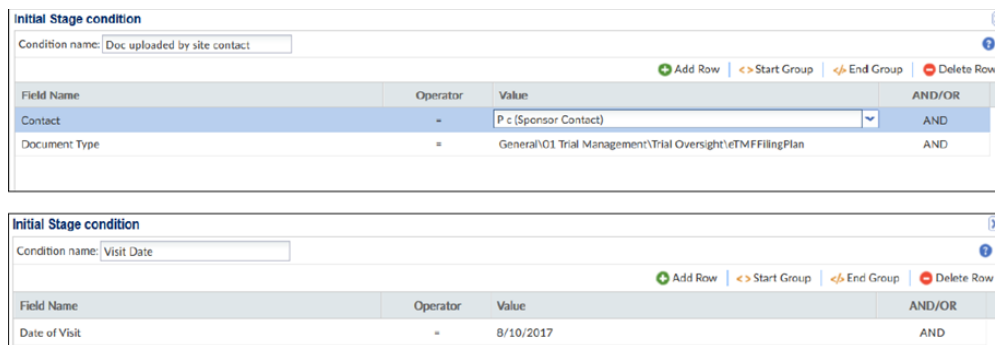 Initial Stage condition
Condition name: Doc uploaded by site contact
Add Row <> Start Group </> End Group Delete Row
Field Name Operator Value AND/OR
Contact = P c (Sponsor Contact) AND
Document Type = General\01 Trial Management\Trial Oversight\eTMFFilingPlan AND
Initial Stage condition
Condition name: Visit Date
Add Row <> Start Group </> End Group Delete Row
Field Name Operator Value AND/OR
Date of Visit = 8/10/2017 AND